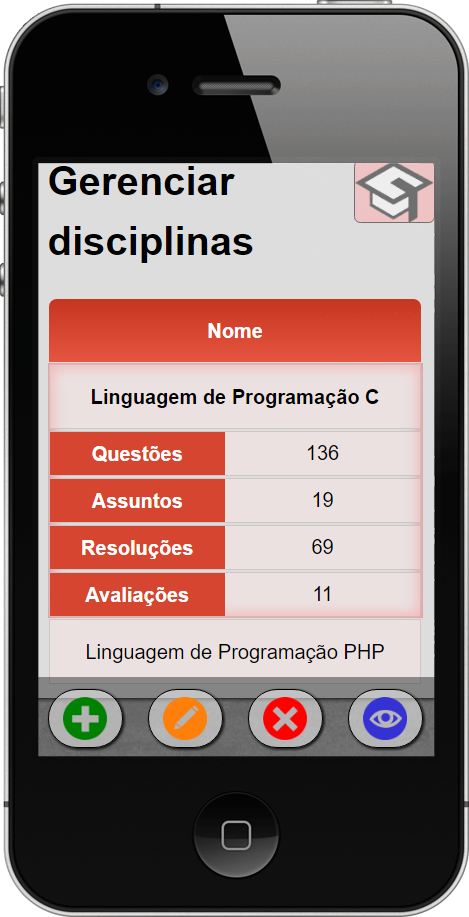 Gerenciar
disciplinas
Nome
Linguagem de Programação C
Questões 136
Assuntos 19
Resoluções 69
Avaliações 11
Linguagem de Programação PHP